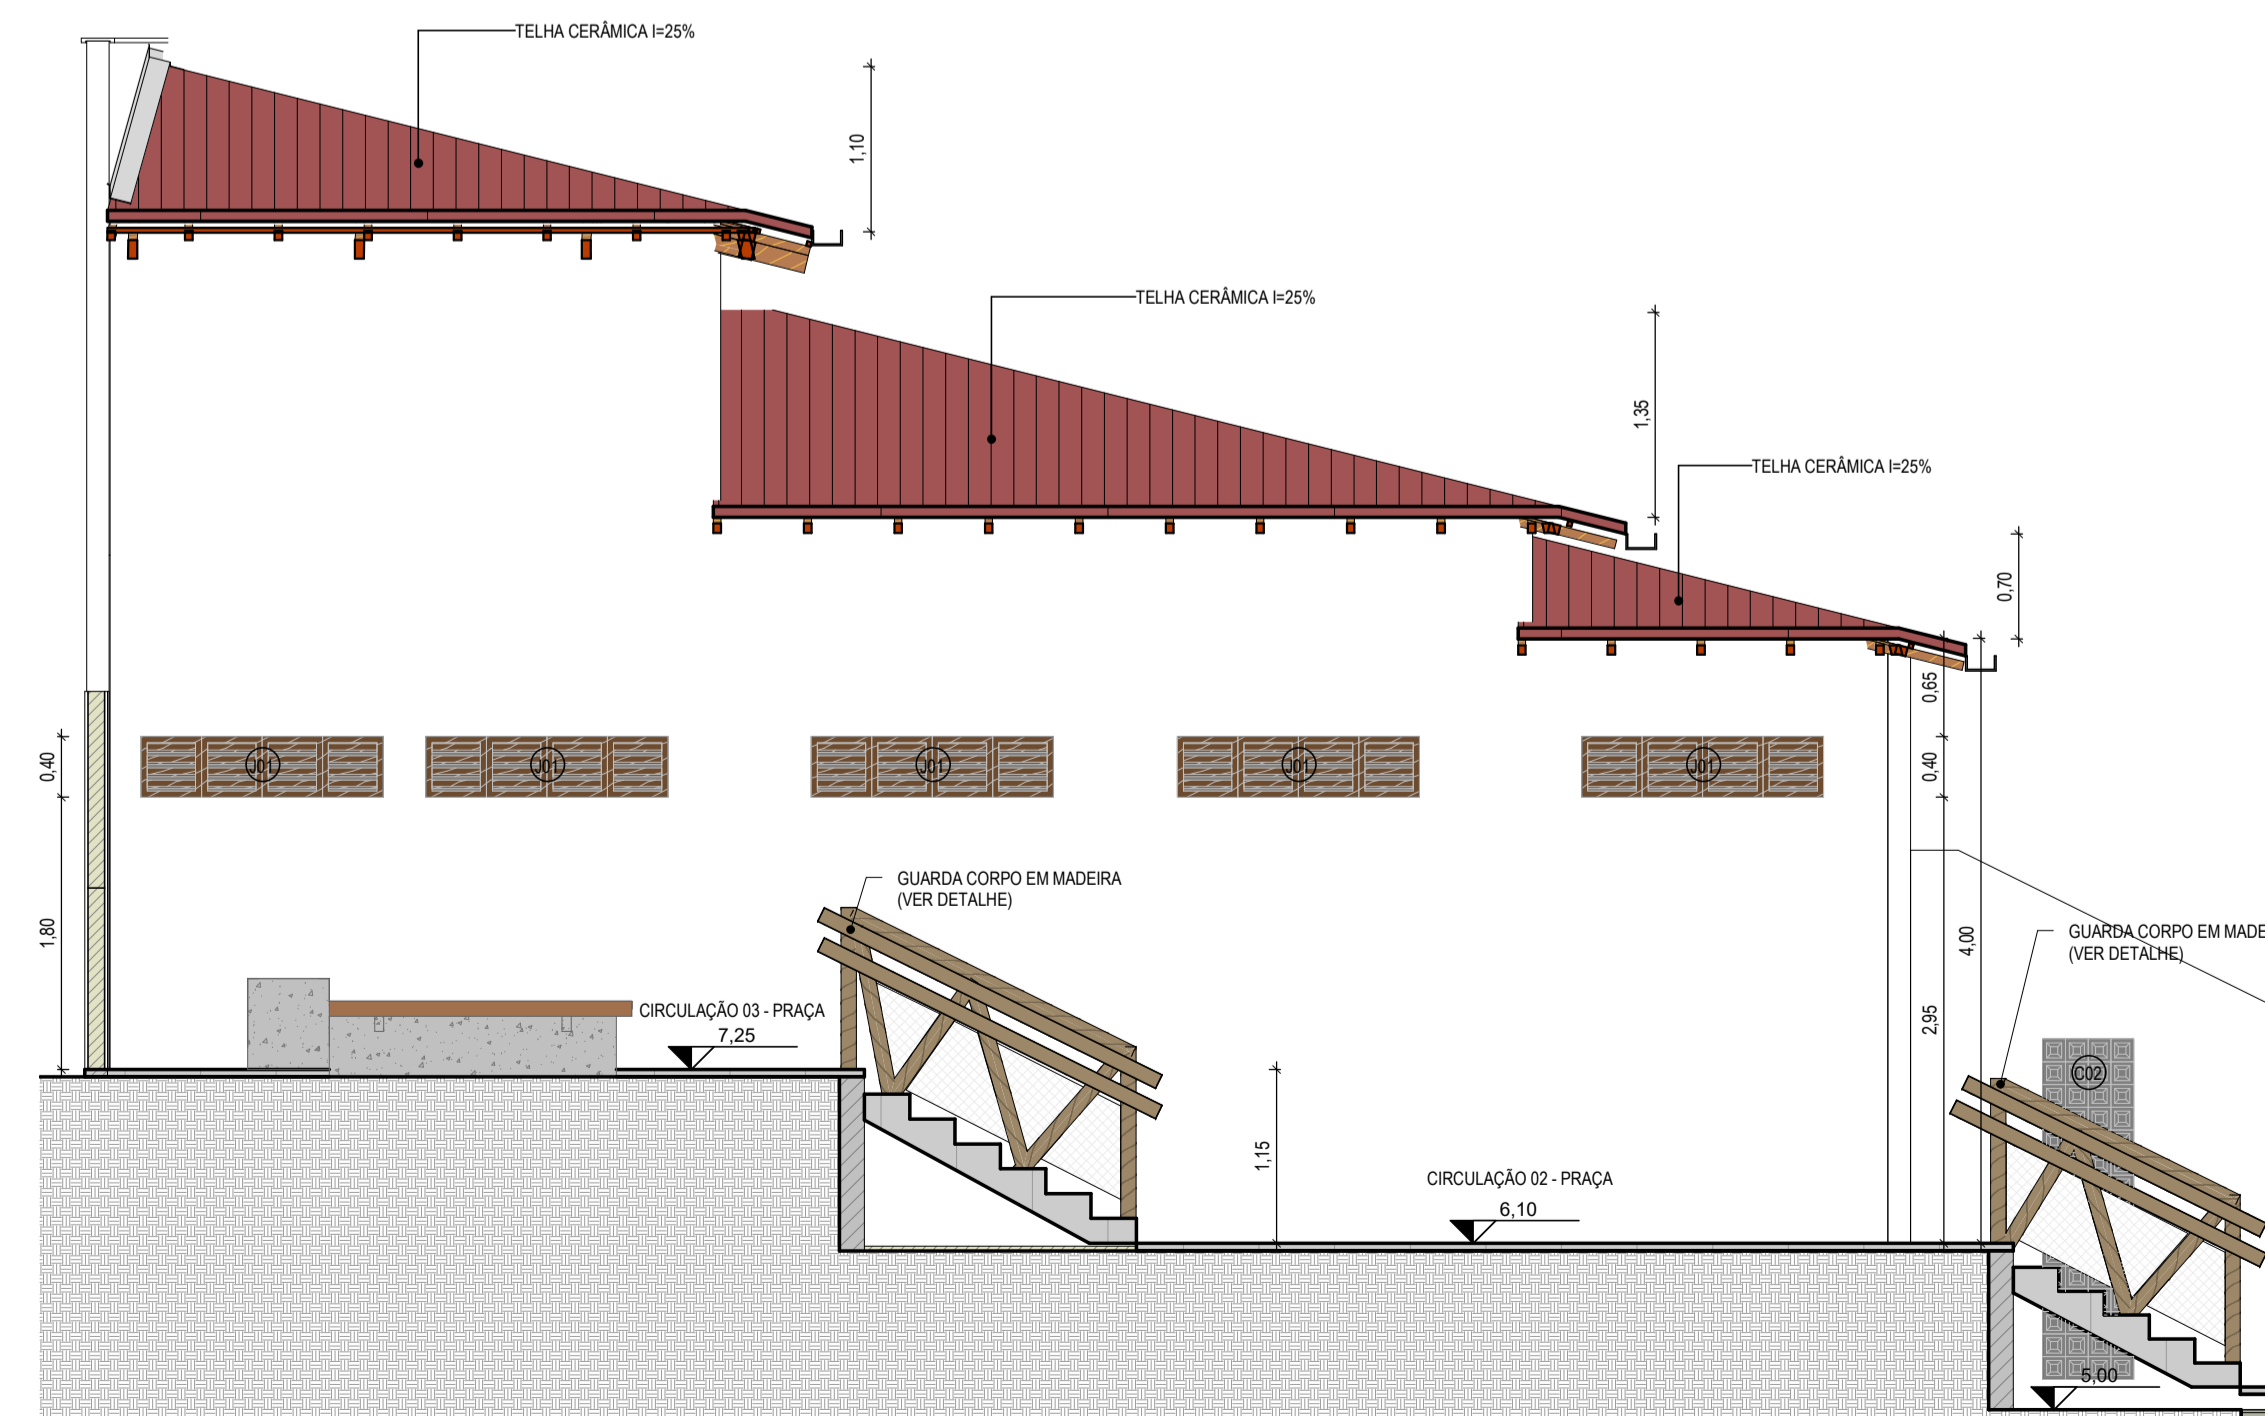 TELHA CERÂMICA I=25%
1,10
TELHA CERÂMICA I=25%
1,35
TELHA CERÂMICA I=25%
0,70
0,65
0,40
J01
J01
J01
J01
J01
0,40
GUARDA CORPO EM MADEIRA
(VER DETALHE)
1,80
4,00
GUARDA CORPO EM MADE
(VER DETALHE)
CIRCULAÇÃO 03 - PRAÇA
7,25
2,95
C02
1,15
CIRCULAÇÃO 02 - PRAÇA
6,10
5,00